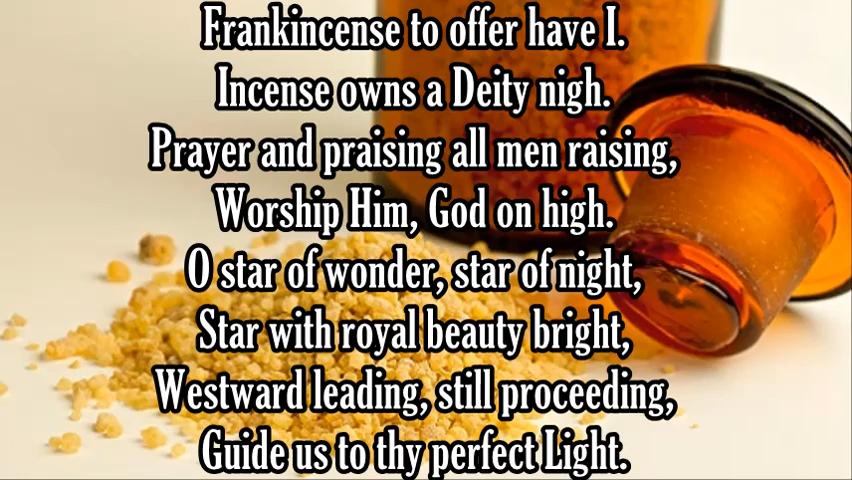 Frankincense to offer have I.
Incense owns a Deity nigh.
Prayer and praising all men raising,
Worship Him, God on high.
O star of wonder, star of night,
Star with royal beauty bright,
Westward leading, still proceeding,
Guide us to thy perfect Light.